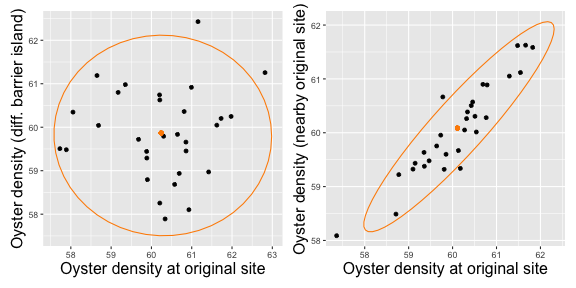 Oyster density (diff. barrier island)
62
61
60
59
58
58 59 60 61 62 63
Oyster density at original site
Oyster density (nearby original site)
62
61
60
59
58
58 59 60 61 62
Oyster density at original site